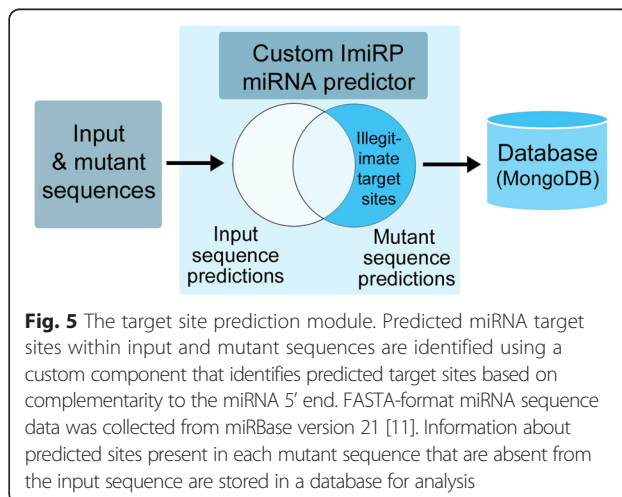 Custom ImiRP
miRNA predictor
Input
& mutant
sequences
Illegit-
imate
target
sites
Database
(MongoDB)
Input
sequence
predictions
Mutant
sequence
predictions
Fig. 5 The target site prediction module. Predicted miRNA target
sites within input and mutant sequences are identified using a
custom component that identifies predicted target sites based on
complementarity to the miRNA 5′ end. FASTA-format miRNA sequence
data was collected from miRBase version 21 [11]. Information about
predicted sites present in each mutant sequence that are absent from
the input sequence are stored in a database for analysis